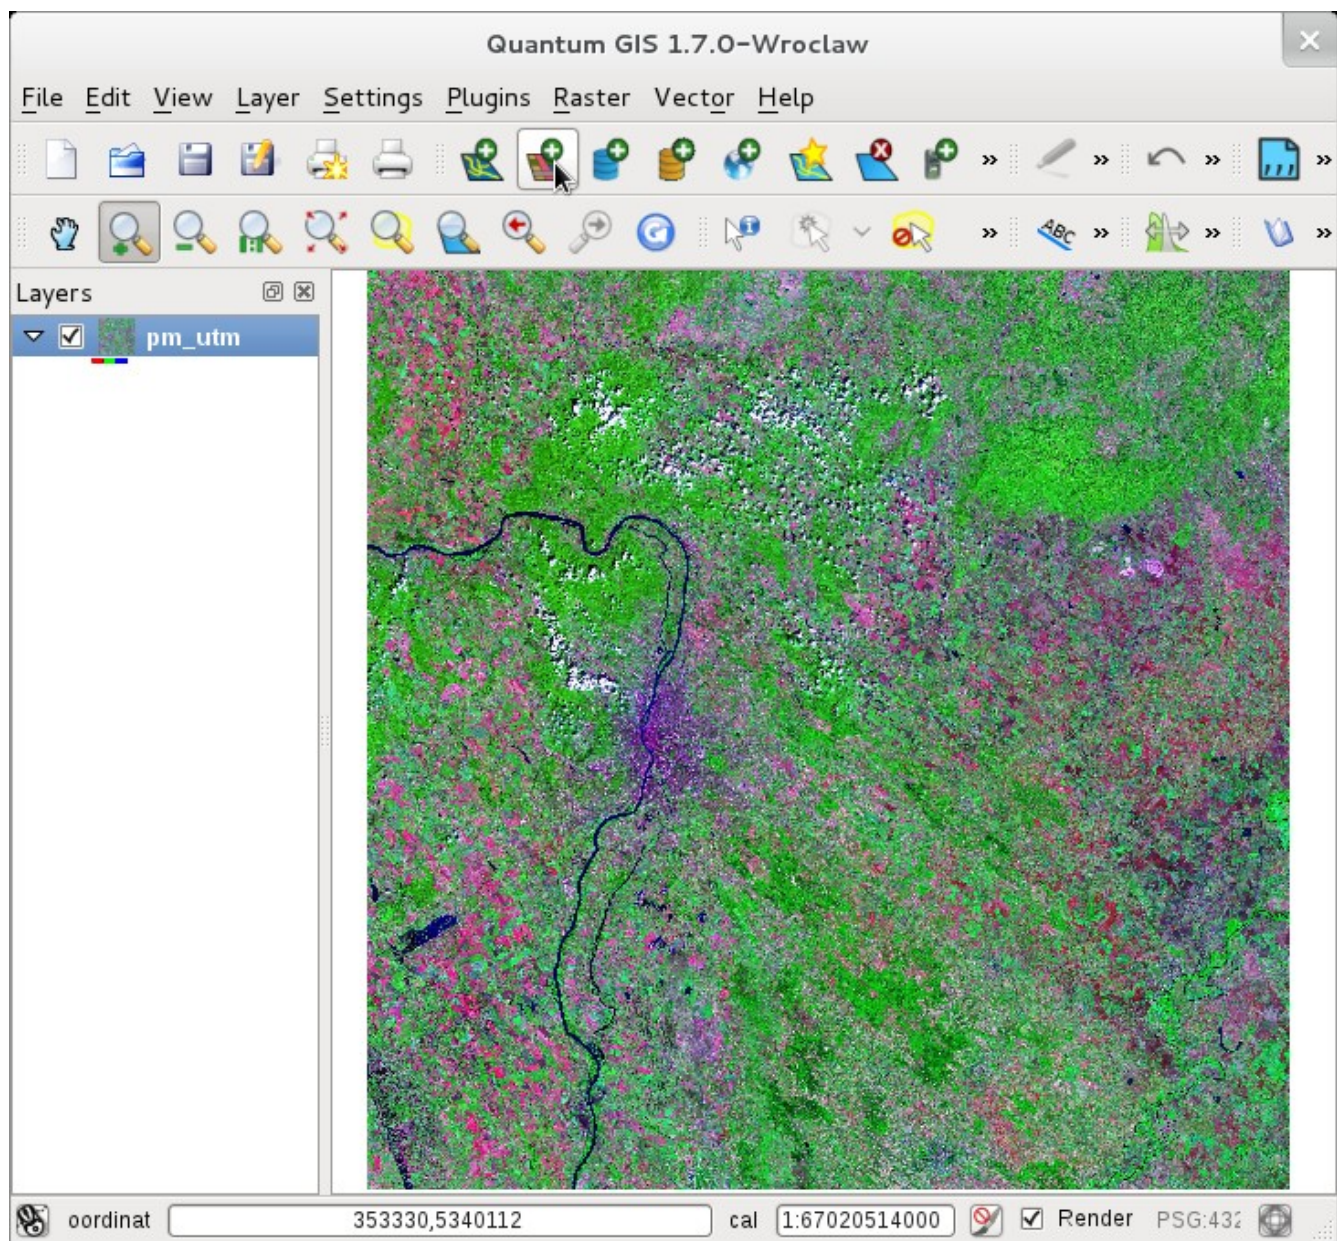 Quantum GIS 1.7.0-Wroclaw
File Edit View Layer Settings Plugins Raster Vector Help
ABC
Layers
pm_utm
oordinat 353330,5340112 cal 1:67020514000 Render PSG:432